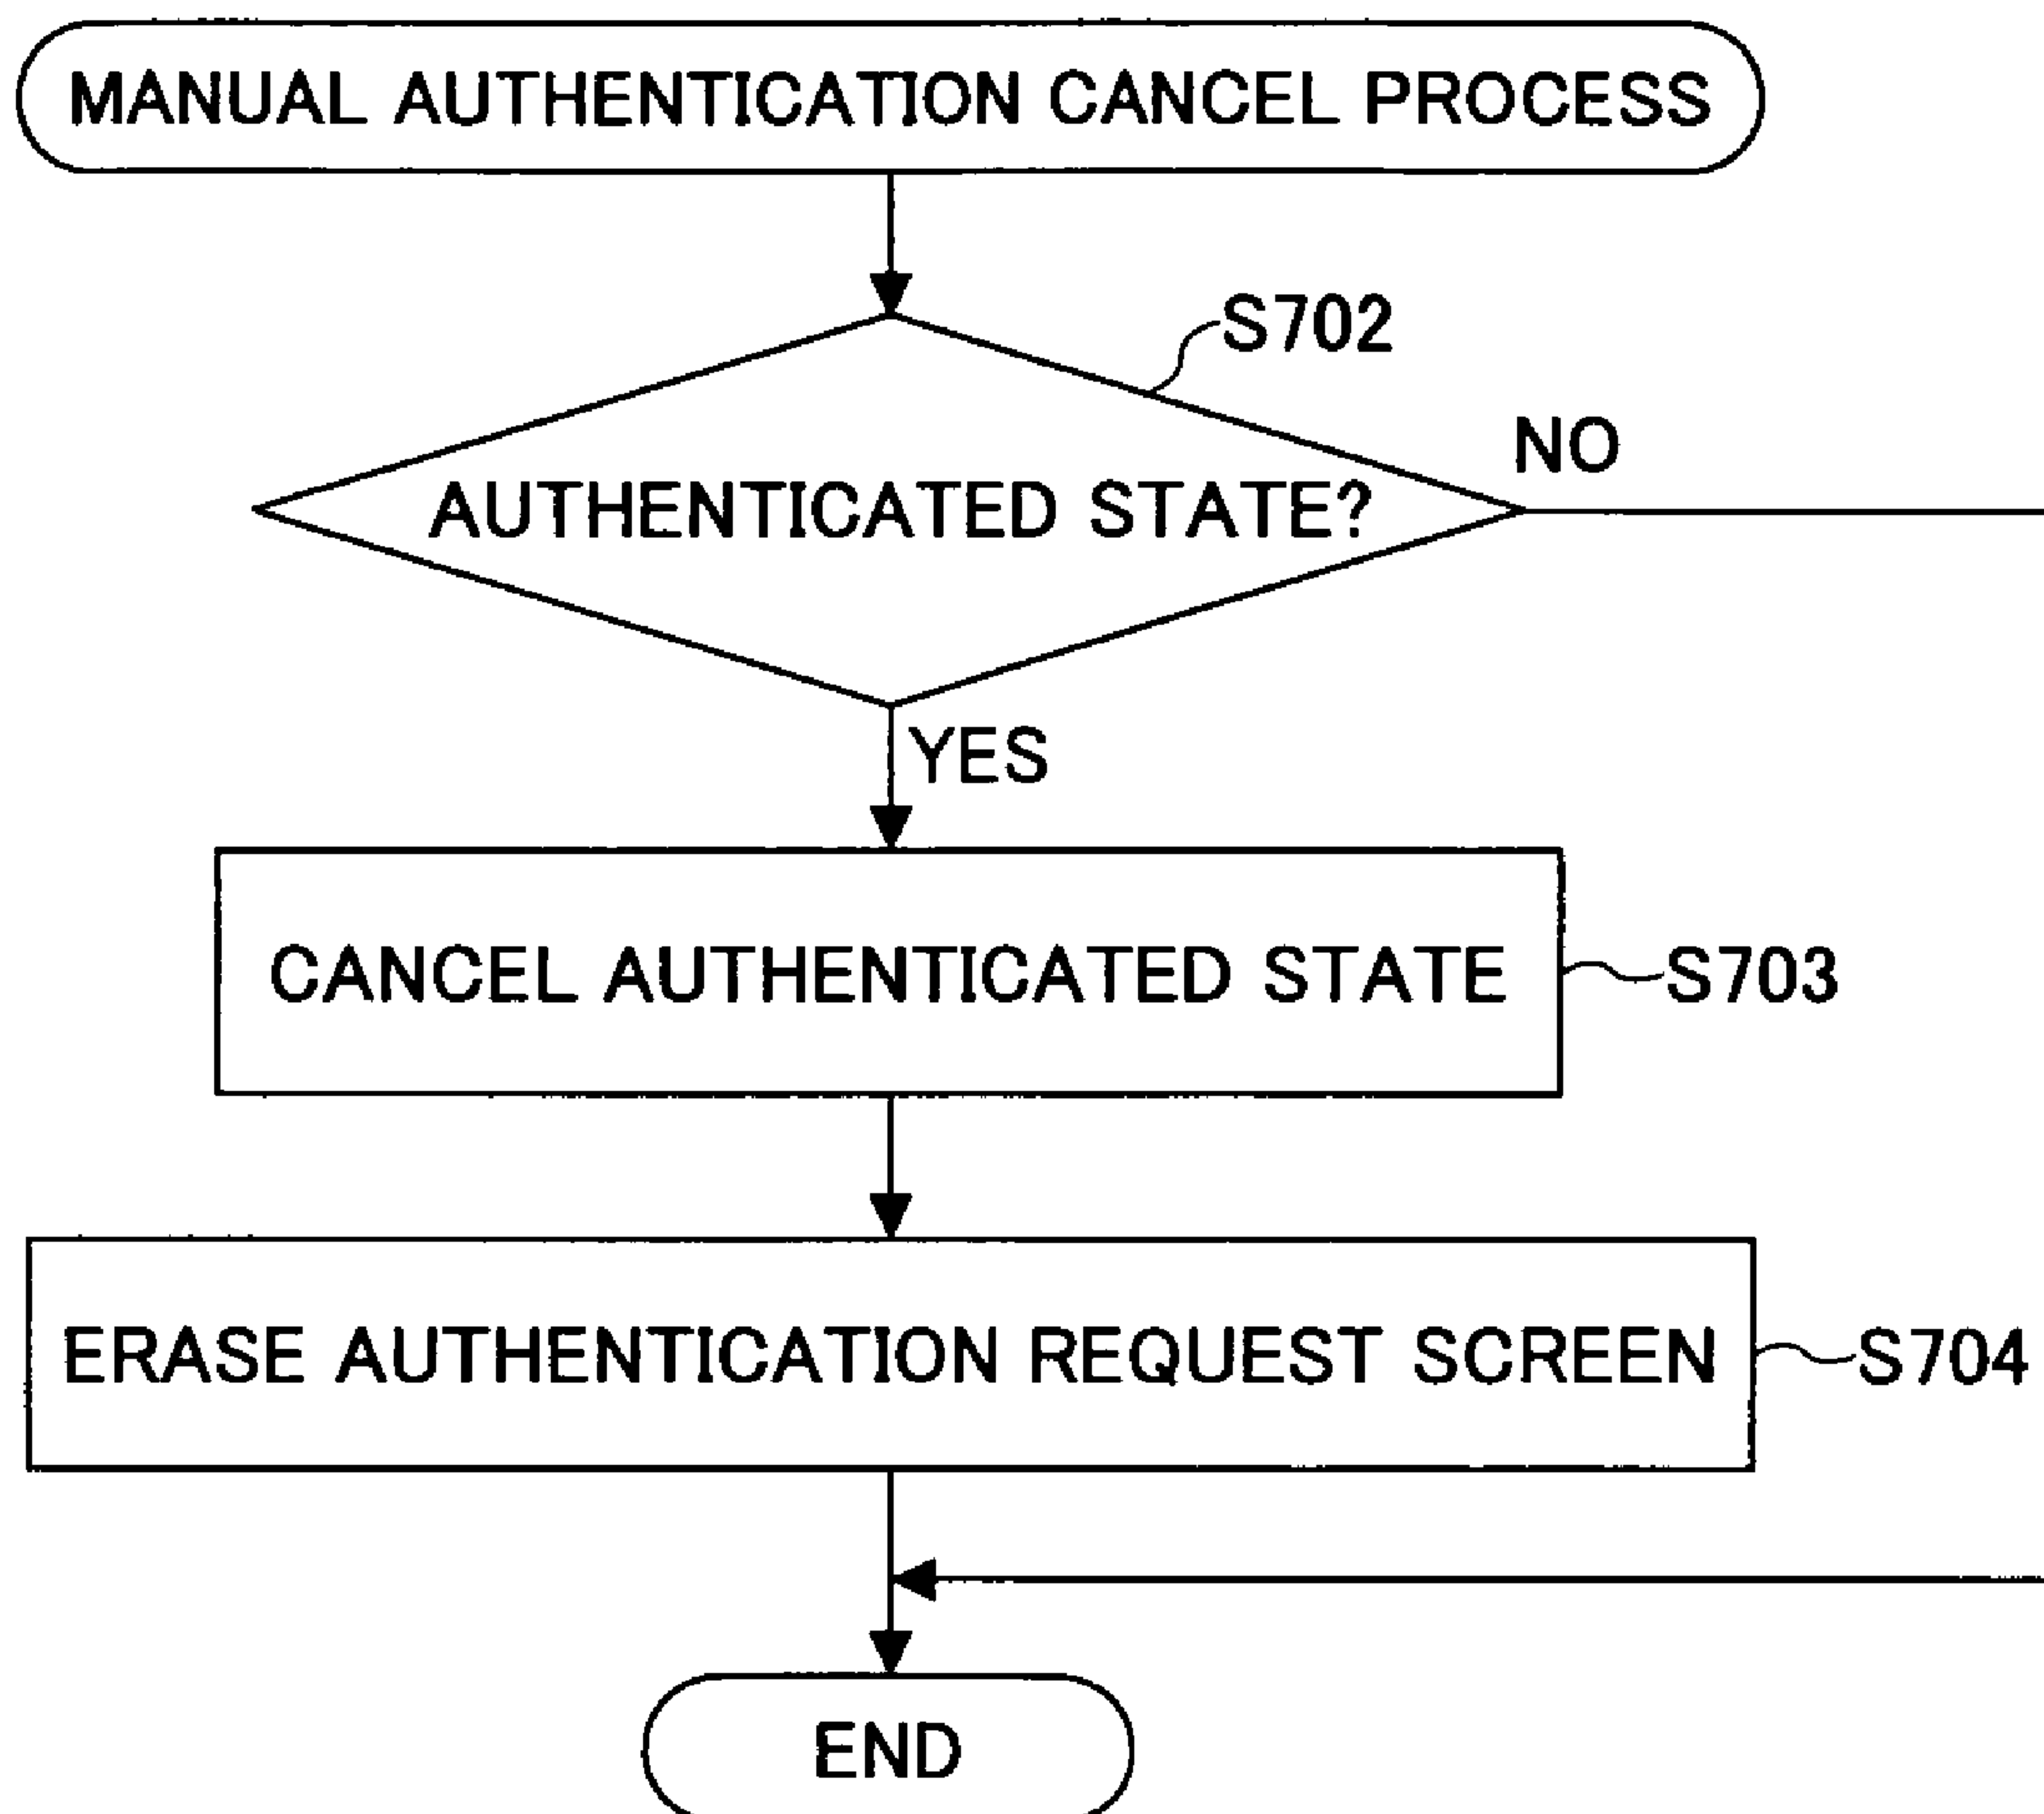 MANUAL AUTHENTICATION CANCEL PROCESS
S702
NO
AUTHENTICATED STATE?
YES
CANCEL AUTHENTICATED STATE
S703
ERASE AUTHENTICATION REQUEST SCREEN
S704
END